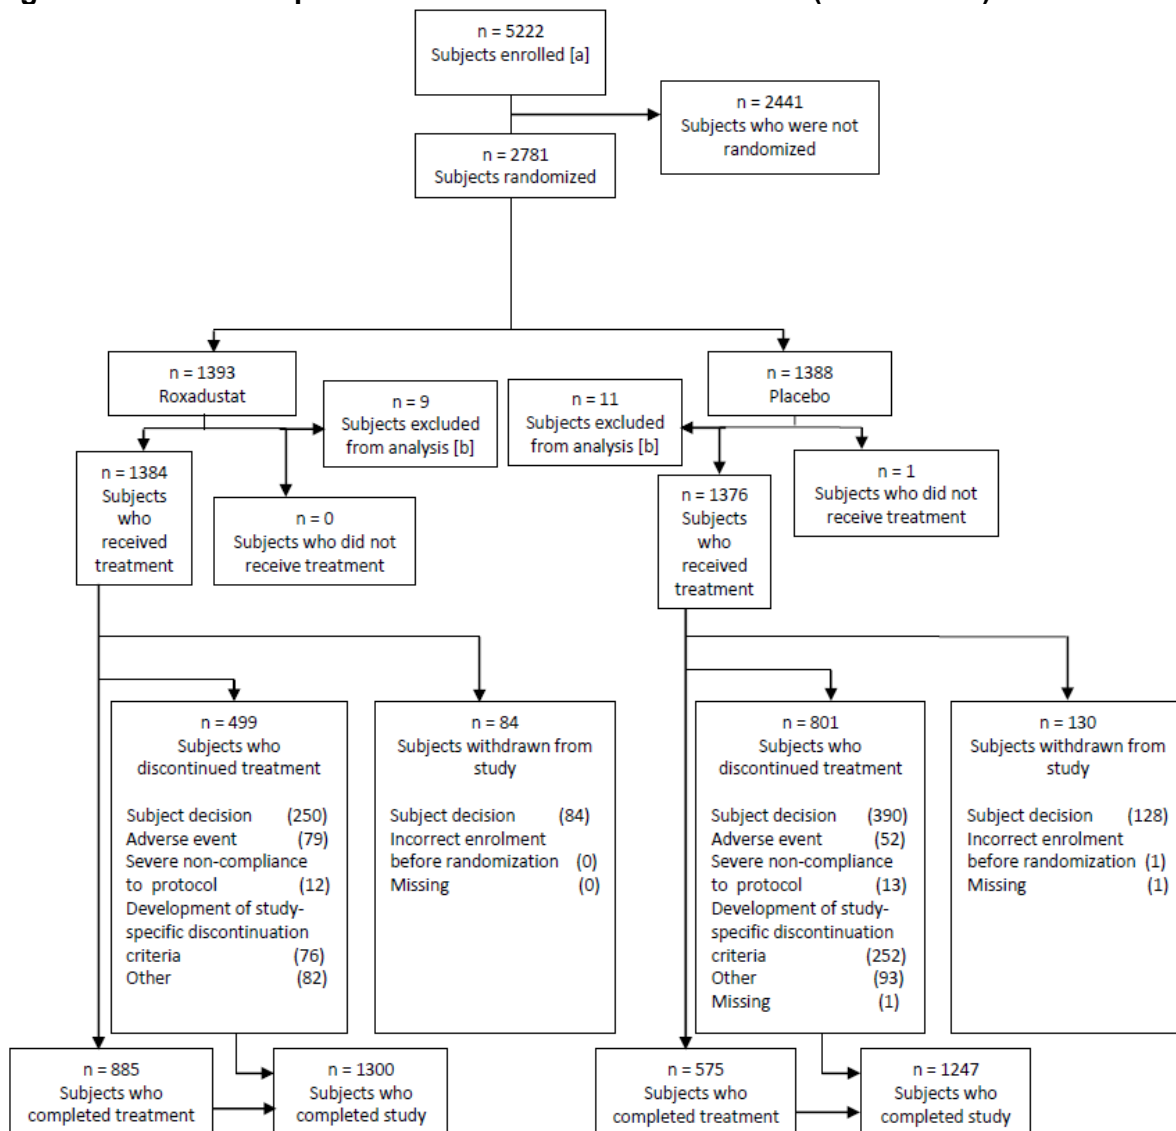 n = 5222
Subjects enrolled [a]
n = 2441
Subjects who were not
randomized
n = 2781
Subjects randomized
n = 1393
Roxadustat
n = 1388
Placebo
n = 9
Subjects excluded
from analysis [b]
n = 11
Subjects excluded
from analysis [b]
n = 1384
Subjects
who
received
treatment
n = 0
Subjects who did not
receive treatment
n = 1376
Subjects
who
received
treatment
n = 1
Subjects who did not
receive treatment
n = 499
Subjects who
discontinued treatment
Subject decision (250)
Adverse event (79)
Severe non-compliance
to protocol (12)
Development of study-
specific discontinuation
criteria (76)
Other (82)
n = 84
Subjects withdrawn from
study
Subject decision (84)
Incorrect enrolment
before randomization (0)
Missing (0)
n = 801
Subjects who
discontinued treatment
Subject decision (390)
Adverse event (52)
Severe non-compliance
to protocol (13)
Development of study-
specific discontinuation
criteria (252)
Other (93)
Missing (1)
n = 130
Subjects withdrawn from
study
Subject decision (128)
Incorrect enrolment
before randomization (1)
Missing (1)
n = 885
Subjects who
completed treatment
n = 1300
Subjects who
completed study
n = 575
Subjects who
completed treatment
n = 1247
Subjects who
completed study